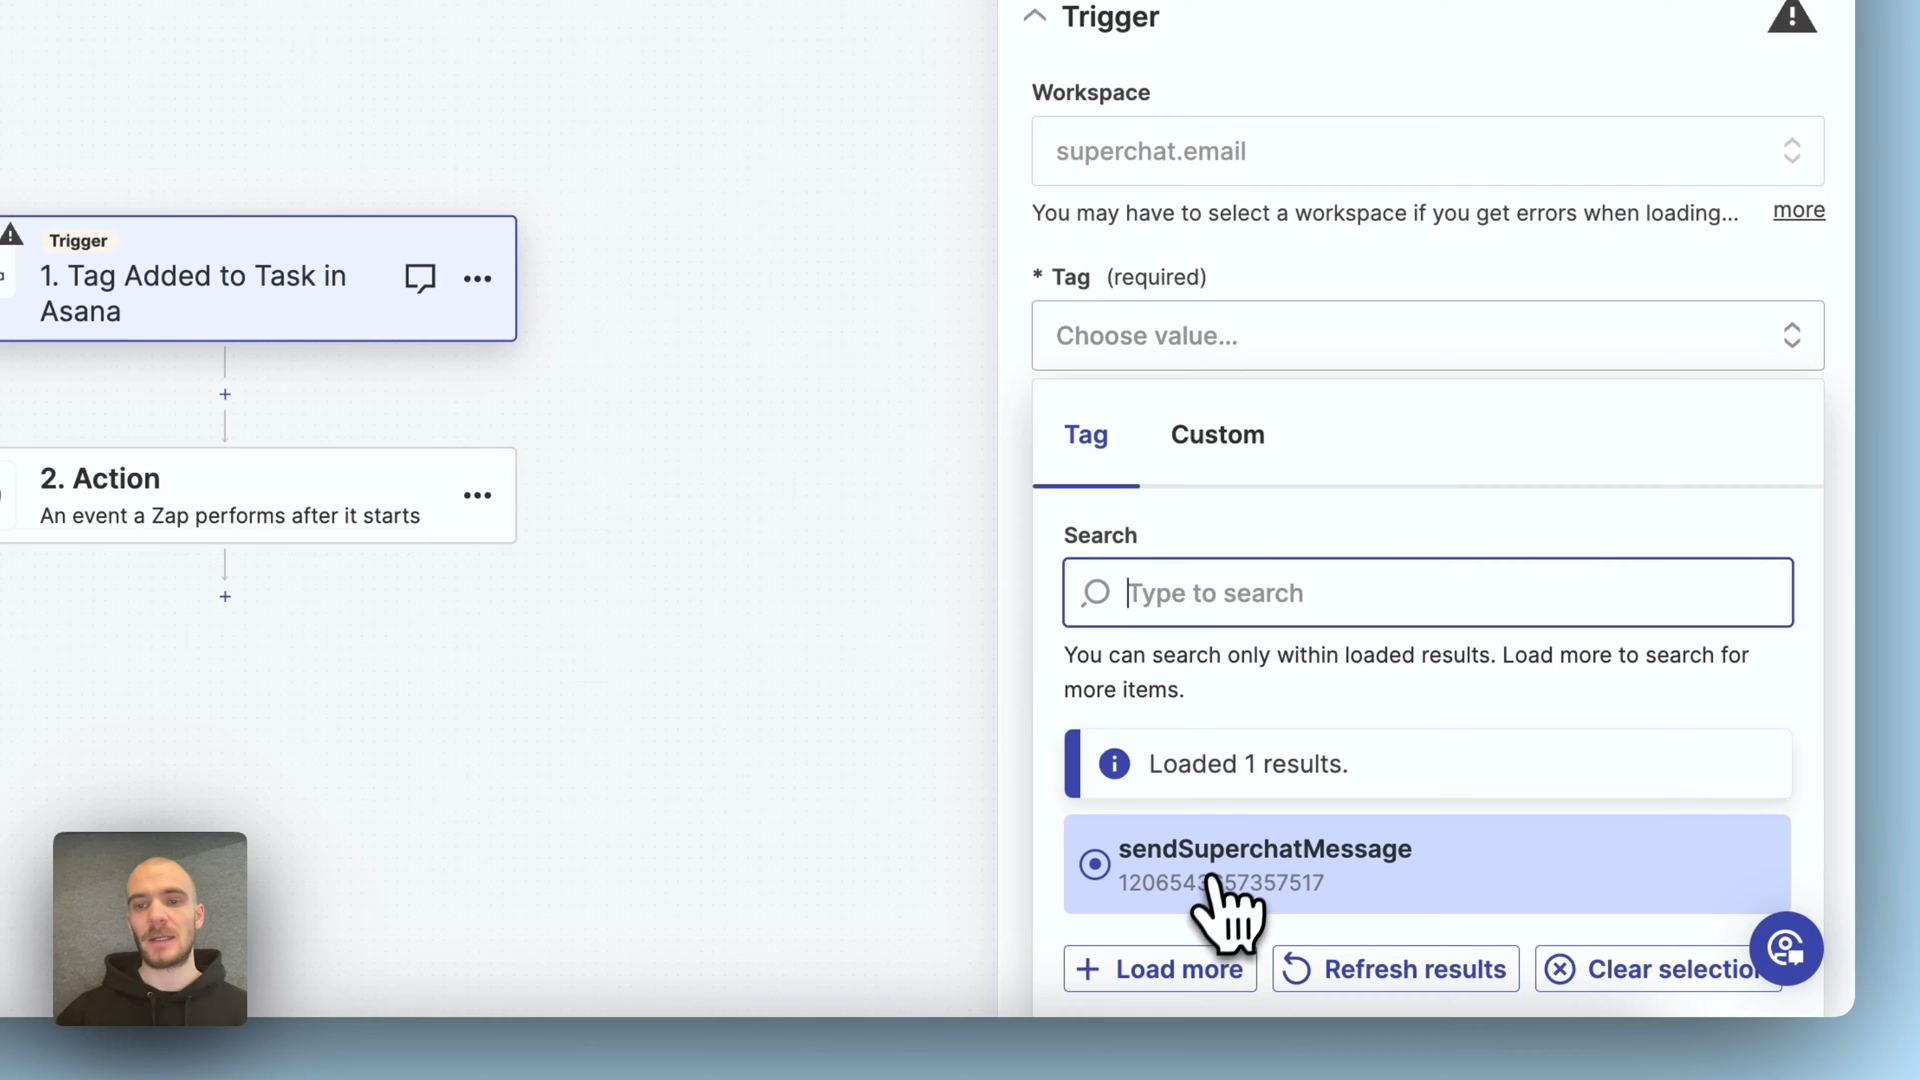 Trigger
Workspace
superchat.email
You may have to select a workspace if you get errors when loading...
more
* Tag (required)
Choose value...
Tag
Custom
Search
Type to search
You can search only within loaded results. Load more to search for
more items.
Loaded 1 results.
sendSuperchatMessage
+ Load more
Refresh results
Clear selection
Trigger
1. Tag Added to Task in
Asana
2. Action
An event a Zap performs after it starts